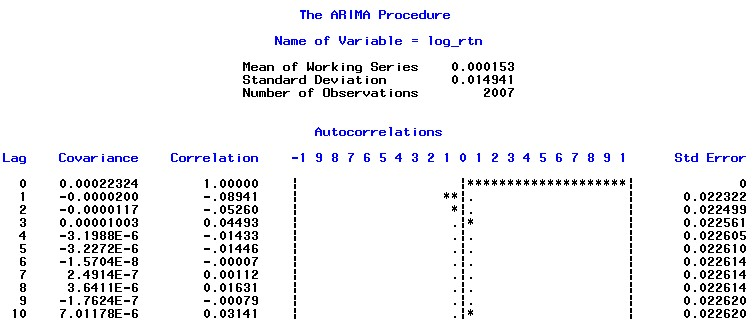 The ARIMA Procedure
Name of Variable = log_rtn
Mean of Working Series 0.000153
Standard Deviation 0.014941
Number of Observations 2007
Autocorrelations
Lag Covariance Correlation -1 9 8 7 6 5 4 3 2 1 0 1 2 3 4 5 6 7 8 9 1 Std Error
0 0.00022324 1.00000 | |********************| 0
1 -0.0000200 -.08941 | **|. | 0.022322
2 -0.0000117 -.05260 | *|. | 0.022499
3 0.00001003 0.04493 | .|* | 0.022561
4 -3.1988E-6 -.01433 | .|. | 0.022605
5 -3.2272E-6 -.01446 | .|. | 0.022610
6 -1.5704E-8 -.00007 | .|. | 0.022614
7 2.4914E-7 0.00112 | .|. | 0.022614
8 3.6411E-6 0.01631 | .|. | 0.022614
9 -1.7624E-7 -.00079 | .|. | 0.022620
10 7.01178E-6 0.03141 | .|* | 0.022620